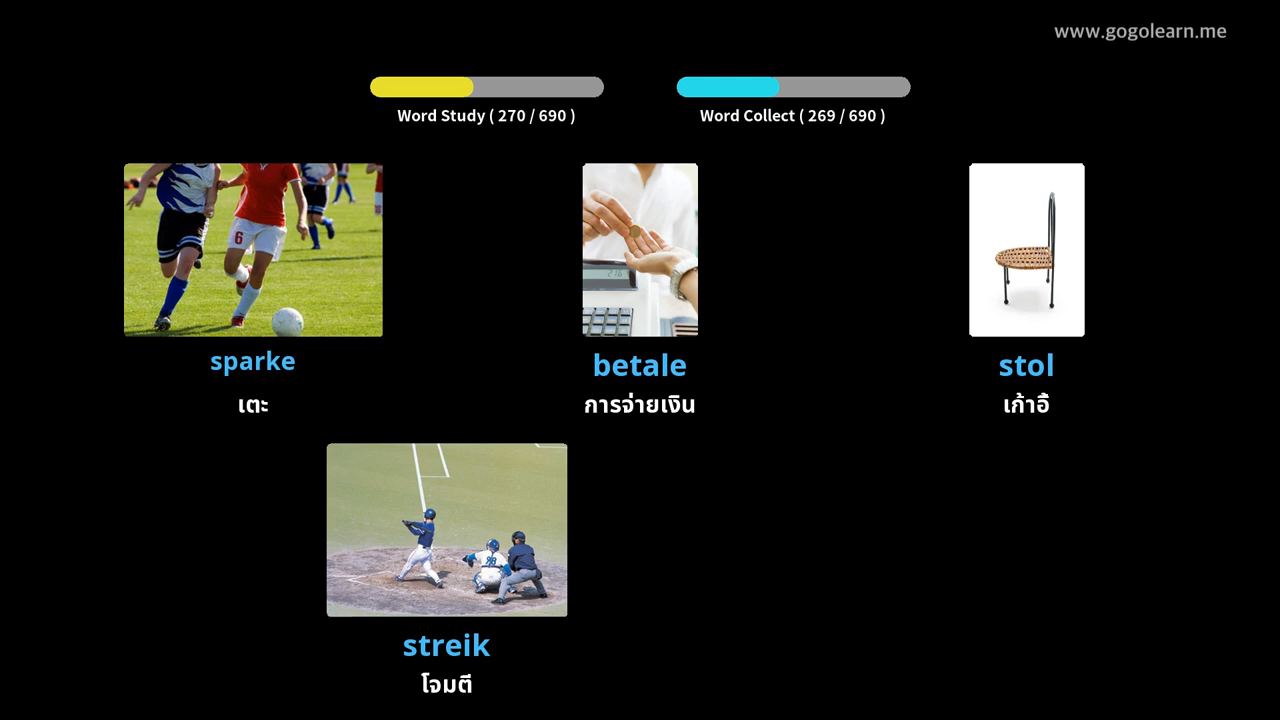 www.gogolearn.me
Word Study ( 270 / 690 )
Word Collect ( 269 / 690 )
sparke
เตะ
betale
การจ่ายเงิน
stol
เก้าอี้
streik
โจมตี